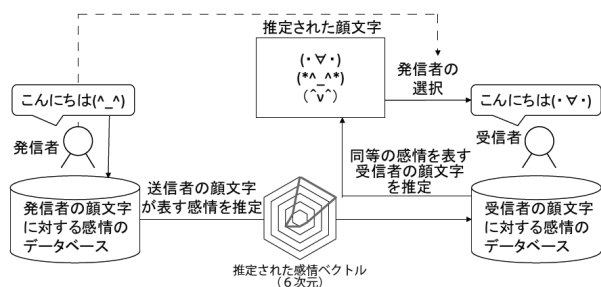 推定された顔文字
(・∀・)
(*^_^*)
(^v^)
発信者の
選択
こんにちは(^_^)
こんにちは(・∀・)
発信者
受信者
同等の感情を表す
受信者の顔文字
を推定
送信者の顔文字
が表す感情を推定
発信者の顔文字
に対する感情の
データベース
受信者の顔文字
に対する感情の
データベース
推定された感情ベクトル
(6次元)